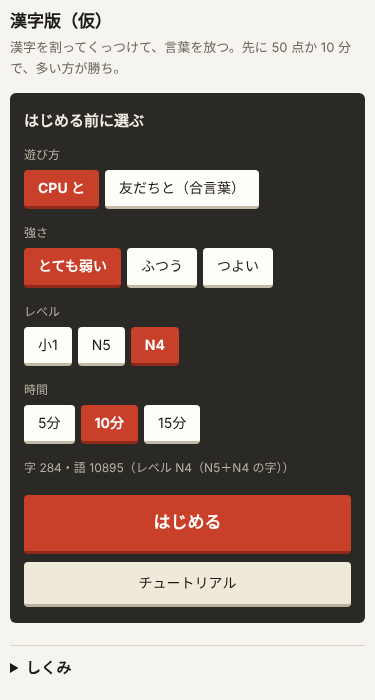 漢字版（仮）
漢字を割ってくっつけて、言葉を放つ。先に 50 点か 10 分
で、多い方が勝ち。
はじめる前に選ぶ
遊び方
CPU と
友だちと（合言葉）
強さ
とても弱い
ふつう
つよい
レベル
小1
N5
N4
時間
5分
10分
15分
字 284・語 10895（レベル N4（N5＋N4 の字））
はじめる
チュートリアル
▶ しくみ